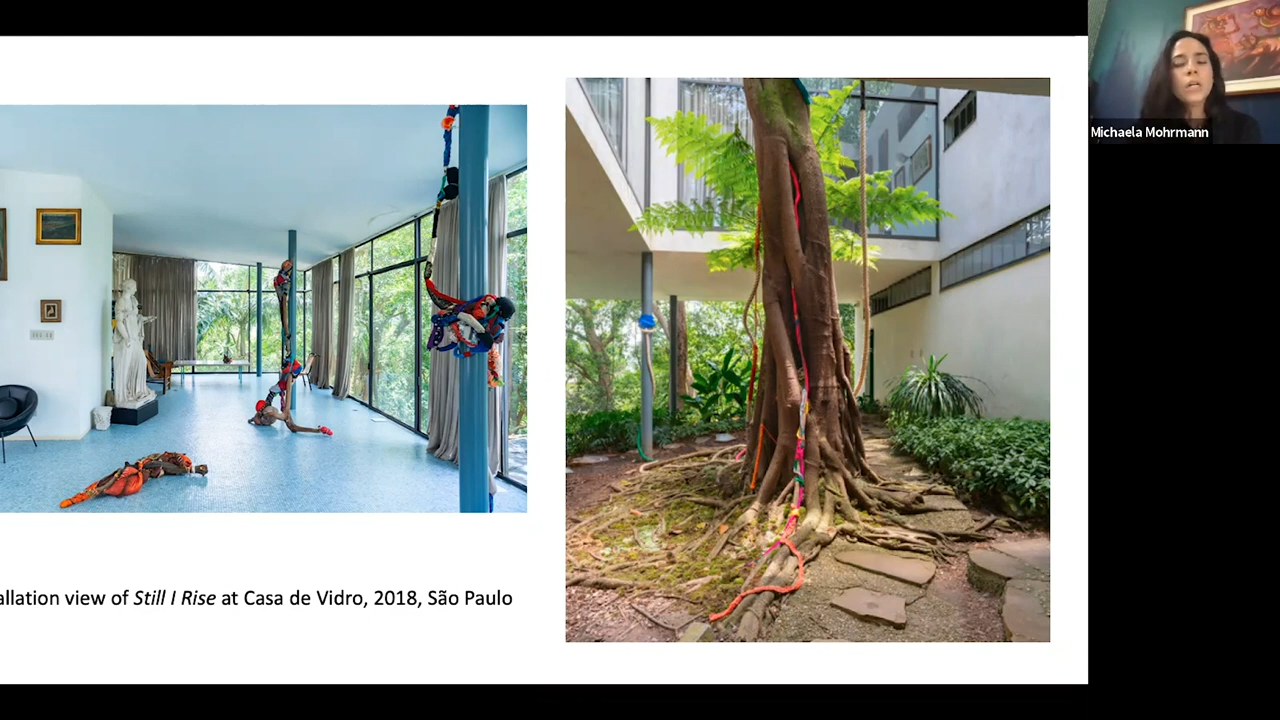 Michaela Mohrmann
allation view of Still I Rise at Casa de Vidro, 2018, São Paulo